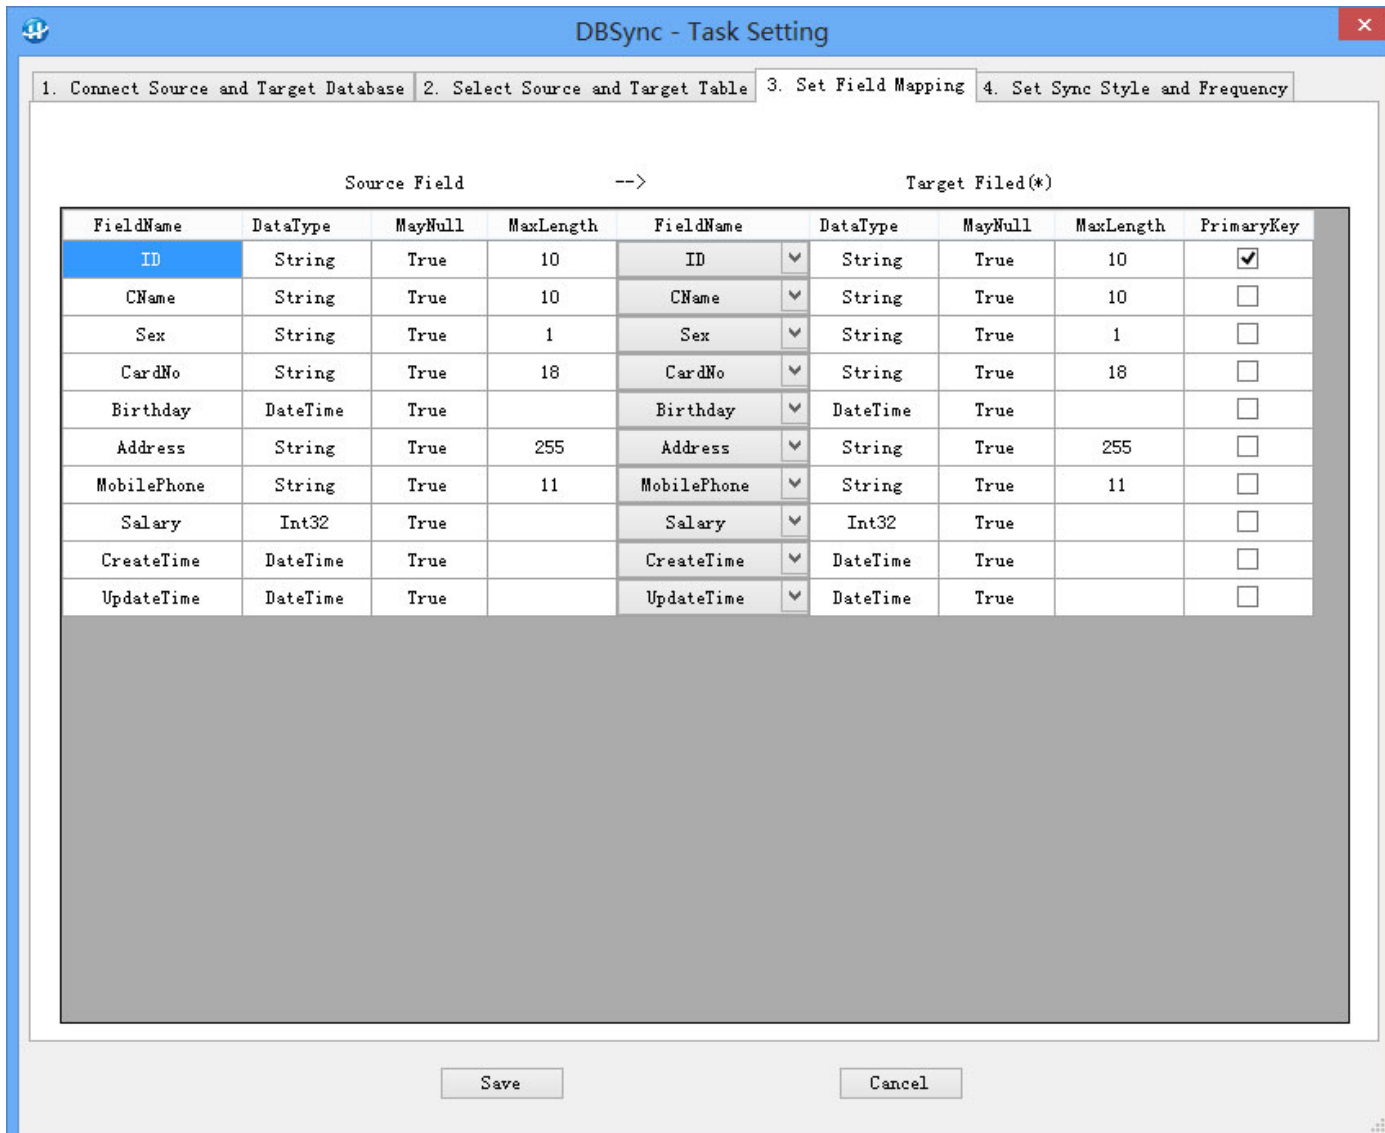 DBSync - Task Setting
1. Connect Source and Target Database 2. Select Source and Target Table 3. Set Field Mapping 4. Set Sync Style and Frequency
Source Field --> Target Filed(*)
FieldName DataType MayNull MaxLength FieldName DataType MayNull MaxLength PrimaryKey
ID String True 10 ID String True 10
CName String True 10 CName String True 10
Sex String True 1 Sex String True 1
CardNo String True 18 CardNo String True 18
Birthday DateTime True Birthday DateTime True
Address String True 255 Address String True 255
MobilePhone String True 11 MobilePhone String True 11
Salary Int32 True Salary Int32 True
CreateTime DateTime True CreateTime DateTime True
UpdateTime DateTime True UpdateTime DateTime True
Save Cancel